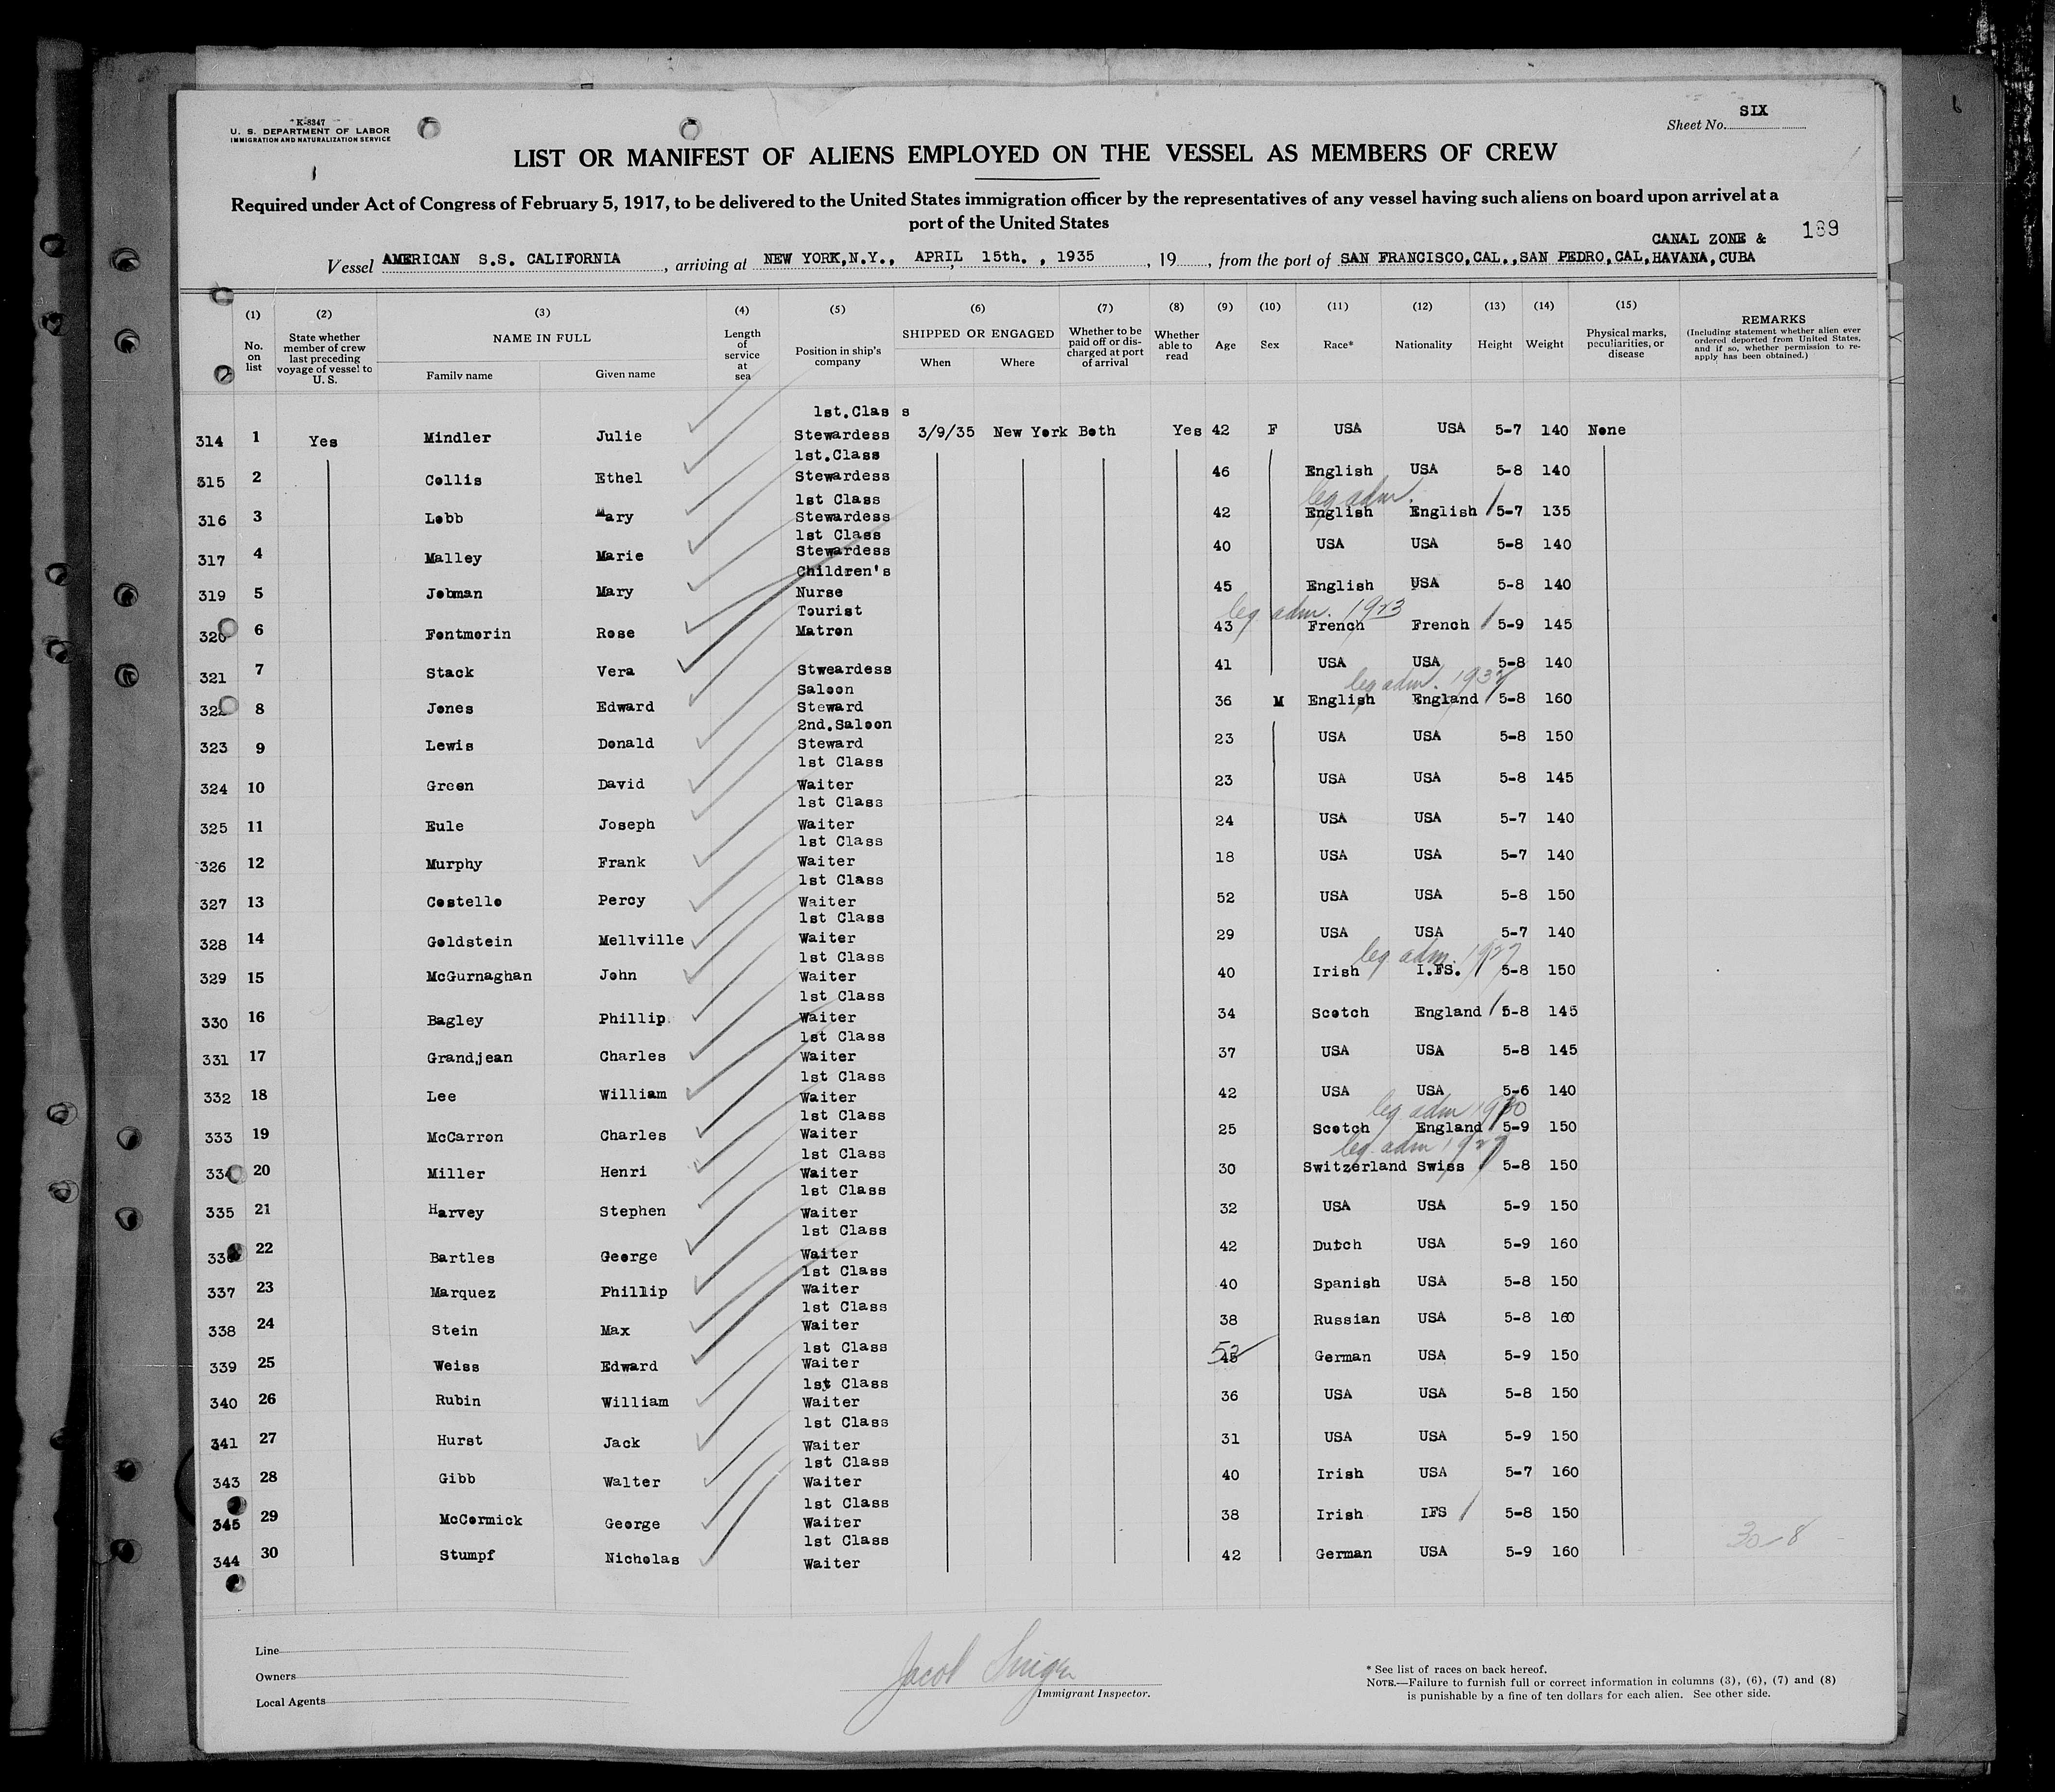 SIX
K-8347
U. S. DEPARTMENT OF LABOR
IMMIGRATION AND NATURALIZATION SERVICE
Sheet No.
6
LIST OR MANIFEST OF ALIENS EMPLOYED ON THE VESSEL AS MEMBERS OF CREW
Required under Act of Congress of February 5, 1917, to be delivered to the United States immigration officer by the representatives of any vessel having such aliens on board upon arrival at a
port of the United States
189
CANAL ZONE &
Vessel AMERICAN S.S. CALIFORNIA, arriving at NEW YORK,N.Y., APRIL 15th. , 1935, 19, from the port of SAN FRANCISCO,CAL.,SAN PEDRO,CAL,HAVANA,CUBA
(1) (2) (3) (4) (5) (6) (7) (8) (9) (10) (11) (12) (13) (14) (15)
No. on list State whether member of crew last preceding voyage of vessel to U. S. NAME IN FULL Family name Given name Length of service at sea Position in ship's company SHIPPED OR ENGAGED When Where Whether to be paid off or discharged at port of arrival Whether able to read Age Sex Race* Nationality Height Weight Physical marks, peculiarities, or disease REMARKS (Including statement whether alien ever ordered deported from United States, and if so, whether permission to re-apply has been obtained.)
1st.Clas s
314 1 Yes Mindler Julie Stewardess 3/9/35 New York Both Yes 42 F USA USA 5-7 140 None
1st.Class
315 2 Collis Ethel Stewardess 46 English USA 5-8 140
1st Class leg adm.
316 3 Lobb Mary Stewardess 42 English English 5-7 135
1st Class
317 4 Malley Marie Stewardess 40 USA USA 5-8 140
Children's
319 5 Jobman Mary Nurse 45 English USA 5-8 140
Tourist leg adm. 1923
320 6 Fontmorin Rose Matron 43 French French 5-9 145
321 7 Stack Vera Stweardess 41 USA USA 5-8 140
Saloon leg adm.
322 8 Jones Edward Steward 36 M English England 5-8 160
2nd.Saloon
323 9 Lewis Donald Steward 23 USA USA 5-8 150
1st Class
324 10 Green David Waiter 23 USA USA 5-8 145
1st Class
325 11 Eule Joseph Waiter 24 USA USA 5-7 140
1st Class
326 12 Murphy Frank Waiter 18 USA USA 5-7 140
1st Class
327 13 Costello Percy Waiter 52 USA USA 5-8 150
1st Class
328 14 Goldstein Mellville Waiter 29 USA USA 5-7 140
1st Class leg adm. 1927
329 15 McGurnaghan John Waiter 40 Irish I.FS. 5-8 150
1st Class
330 16 Bagley Phillip Waiter 34 Scotch England 5-8 145
1st Class
331 17 Grandjean Charles Waiter 37 USA USA 5-8 145
1st Class
332 18 Lee William Waiter 42 USA USA 5-6 140
1st Class leg adm
333 19 McCarron Charles Waiter 25 Scotch England 5-9 150
1st Class leg adm 1929
334 20 Miller Henri Waiter 30 Switzerland Swiss 5-8 150
1st Class
335 21 Harvey Stephen Waiter 32 USA USA 5-9 150
1st Class
336 22 Bartles George Waiter 42 Dutch USA 5-9 160
1st Class
337 23 Marquez Phillip Waiter 40 Spanish USA 5-8 150
1st Class
338 24 Stein Max Waiter 38 Russian USA 5-8 160
1st Class 52
339 25 Weiss Edward Waiter 45 German USA 5-9 150
1st Class
340 26 Rubin William Waiter 36 USA USA 5-8 150
1st Class
341 27 Hurst Jack Waiter 31 USA USA 5-9 150
1st Class
343 28 Gibb Walter Waiter 40 Irish USA 5-7 160
1st Class
345 29 McCormick George Waiter 38 Irish IFS 5-8 150
1st Class
344 30 Stumpf Nicholas Waiter 42 German USA 5-9 160
30-8
Line
Owners
Local Agents
Jacob Singer
Immigrant Inspector.
* See list of races on back hereof.
NOTE.—Failure to furnish full or correct information in columns (3), (6), (7) and (8)
is punishable by a fine of ten dollars for each alien. See other side.